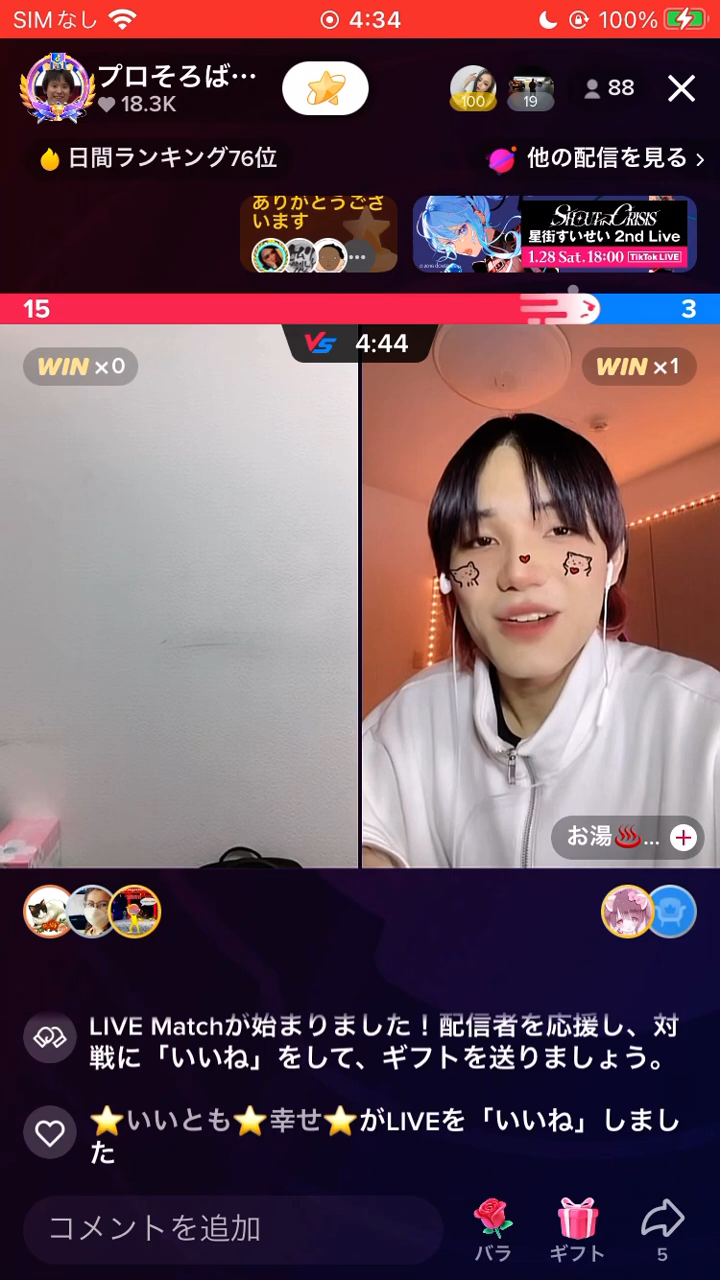 SIMなし 4:34 100%
プロそろば…
18.3K
100
19
88
日間ランキング76位
他の配信を見る
ありがとうござ
います
SHOUT in CRISIS
星街すいせい 2nd Live
1.28 Sat. 18:00 TikTok LIVE
15
3
VS 4:44
WIN ×0
WIN ×1
お湯♨️...
LIVE Matchが始まりました！配信者を応援し、対
戦に「いいね」をして、ギフトを送りましょう。
⭐いいとも⭐幸せ⭐がLIVEを「いいね」しまし
た
コメントを追加
バラ
ギフト
5